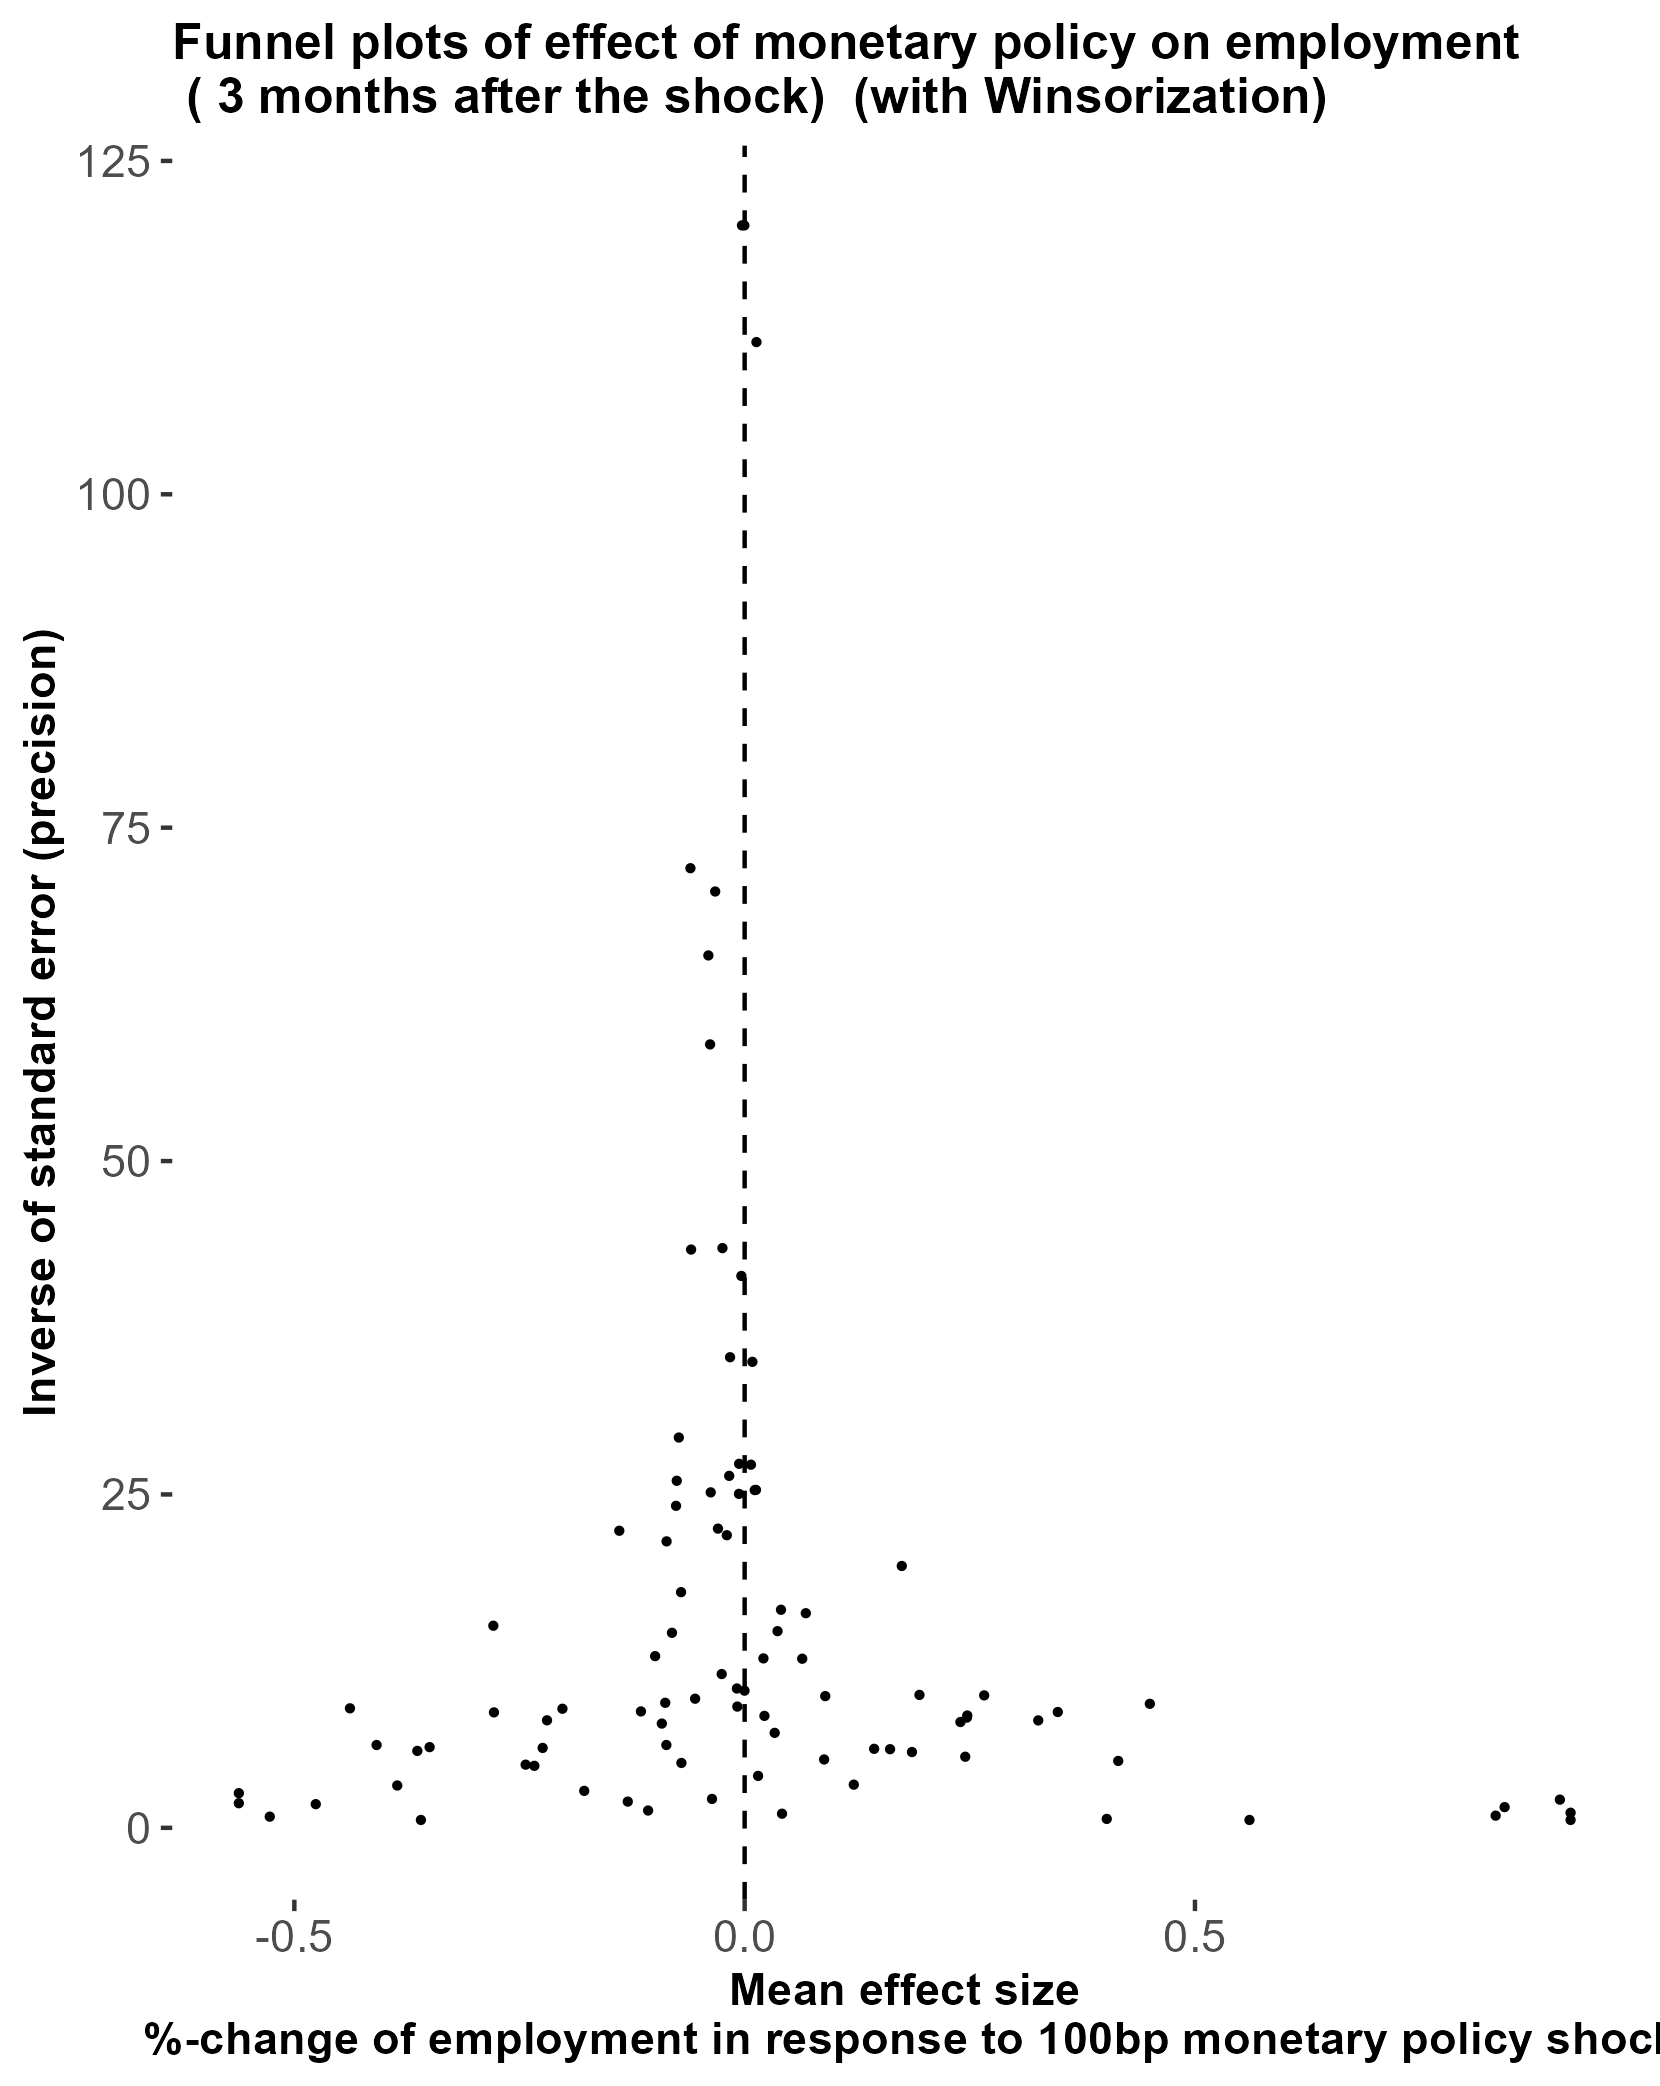 Funnel plots of effect of monetary policy on employment
( 3 months after the shock)  (with Winsorization)
125
100
75
50
25
0
Inverse of standard error (precision)
-0.5
0.0
0.5
Mean effect size
%-change of employment in response to 100bp monetary policy shock